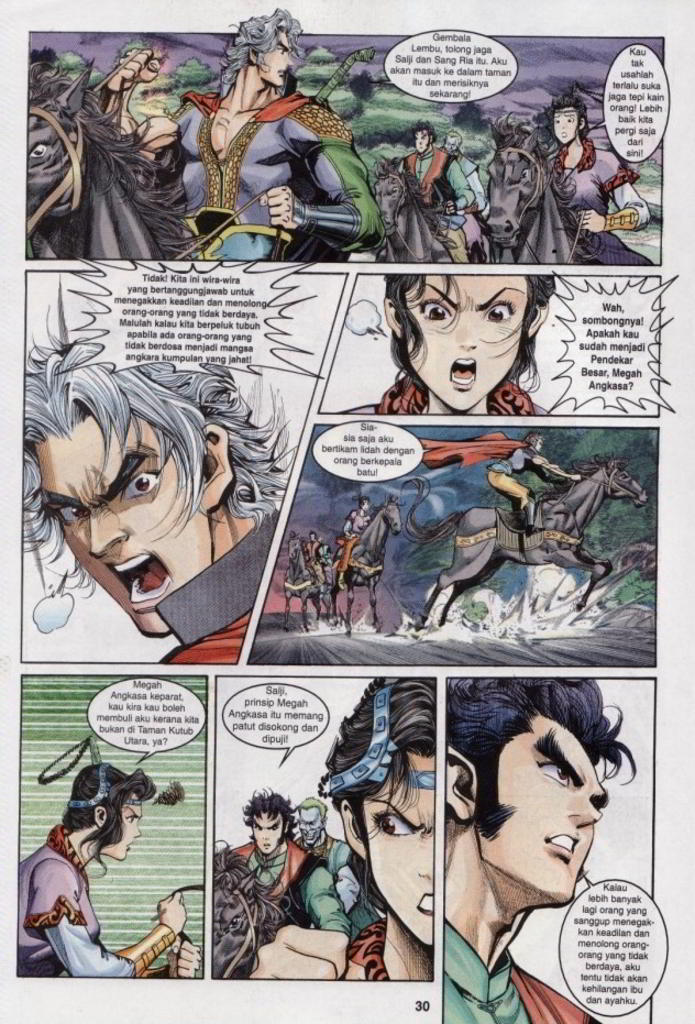 Gembala
Lembu, tolong jaga
Salji dan Sang Ria itu. Aku
akan masuk ke dalam taman
itu dan merisiknya
sekarang!
Kau
tak
usahlah
terlalu suka
jaga tepi kain
orang! Lebih
baik kita
pergi saja
dari
sini!
Tidak! Kita ini wira-wira
yang bertanggungjawab untuk
menegakkan keadilan dan menolong
orang-orang yang tidak berdaya.
Malulah kalau kita berpeluk tubuh
apabila ada orang-orang yang
tidak berdosa menjadi mangsa
angkara kumpulan yang jahat!
Wah,
sombongnya!
Apakah kau
sudah menjadi
Pendekar
Besar, Megah
Angkasa?
Sia-
sia saja aku
bertikam lidah dengan
orang berkepala
batu!
Megah
Angkasa keparat,
kau kira kau boleh
membuli aku kerana kita
bukan di Taman Kutub
Utara, ya?
Salji,
prinsip Megah
Angkasa itu memang
patut disokong dan
dipuji!
Kalau
lebih banyak
lagi orang yang
sanggup menegak-
kan keadilan dan
menolong orang-
orang yang tidak
berdaya, aku
tentu tidak akan
kehilangan ibu
dan ayahku.
30